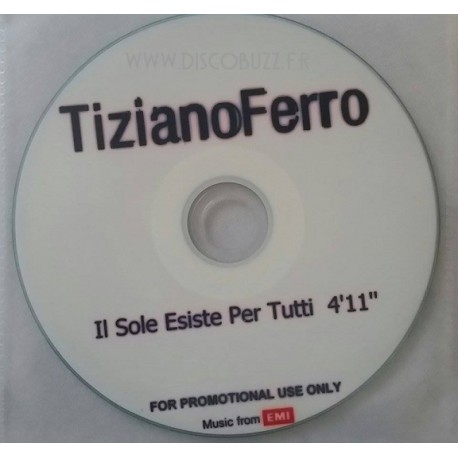 WWW.DISCOBUZZ.FR
TizianoFerro
Il Sole Esiste Per Tutti 4'11"
FOR PROMOTIONAL USE ONLY
Music from EMI